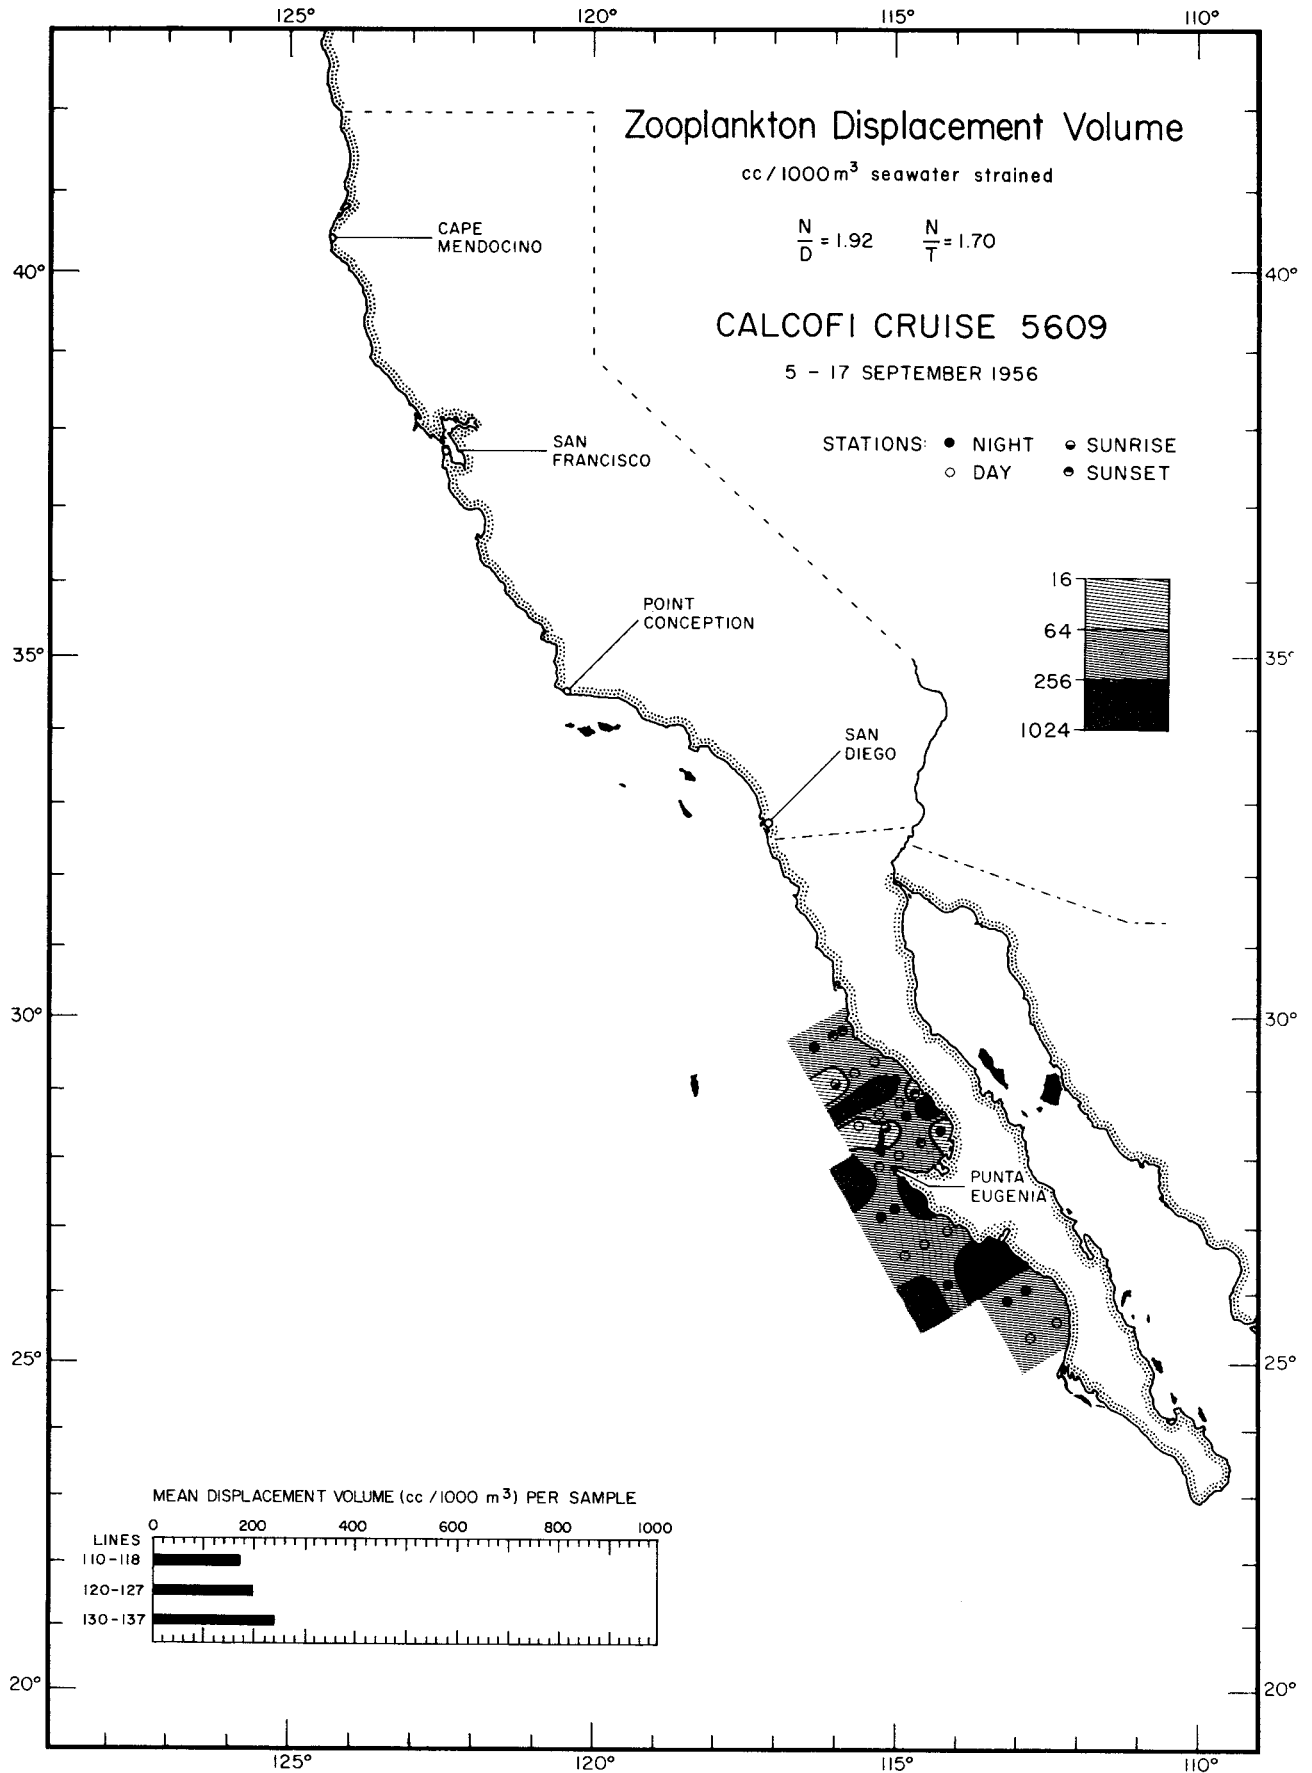 125° 120° 115° 110°
Zooplankton Displacement Volume
cc/1000m³ seawater strained
N/D = 1.92 N/T = 1.70
CAPE
MENDOCINO
40° 40°
CALCOFI CRUISE 5609
5 – 17 SEPTEMBER 1956
STATIONS: NIGHT SUNRISE
DAY SUNSET
SAN
FRANCISCO
16
64
256
1024
POINT
CONCEPTION
35° 35°
SAN
DIEGO
30° 30°
PUNTA
EUGENIA
25° 25°
MEAN DISPLACEMENT VOLUME (cc/1000 m³) PER SAMPLE
0 200 400 600 800 1000
LINES
110-118
120-127
130-137
20° 20°
125° 120° 115° 110°